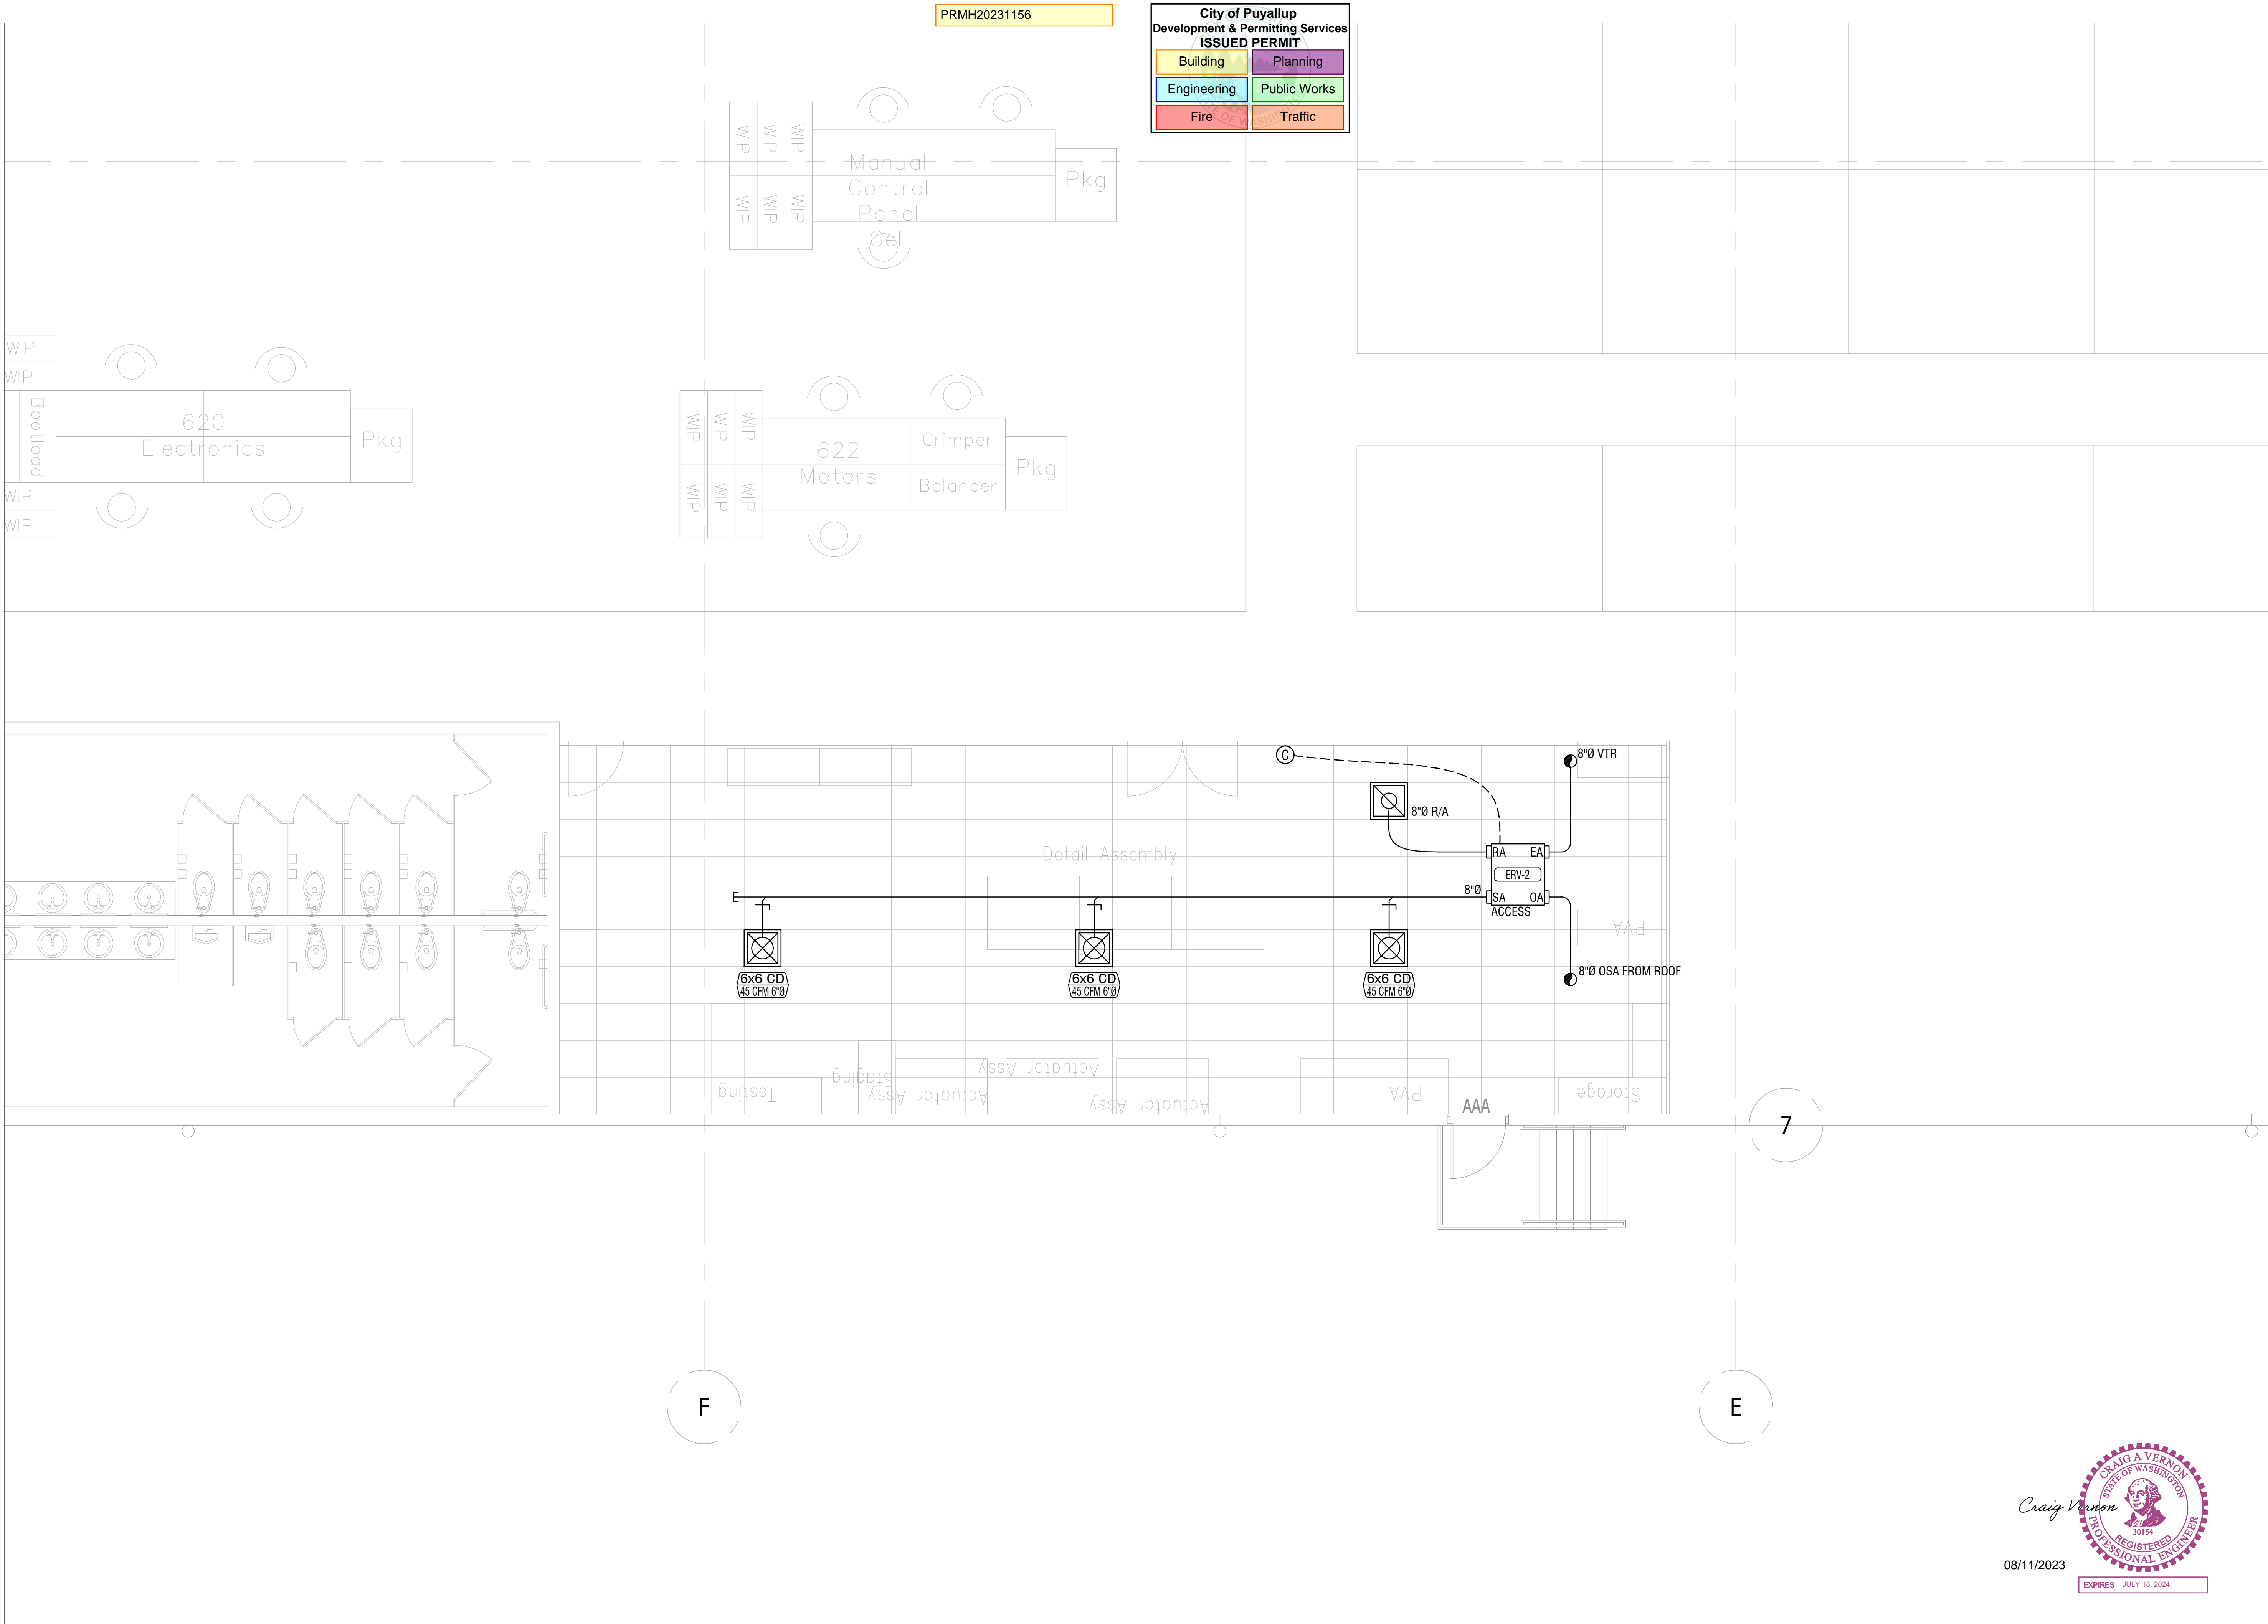 PRMH20231156
City of Puyallup
Development & Permitting Services
ISSUED PERMIT
Building
Planning
Engineering
Public Works
Fire
Traffic
OF WASHIN
WIP
WIP
WIP
WIP
WIP
WIP
Manual
Control
Panel
Cell
Pkg
WIP
WIP
Bootload
620
Electronics
Pkg
WIP
WIP
WIP
WIP
WIP
WIP
WIP
WIP
622
Motors
Crimper
Balancer
Pkg
C
8"Ø VTR
8"Ø R/A
RA EA
ERV-2
8"Ø
SA OA
ACCESS
Detail Assembly
PVA
8"Ø OSA FROM ROOF
6x6 CD
45 CFM 6"Ø
6x6 CD
45 CFM 6"Ø
6x6 CD
45 CFM 6"Ø
Testing
Staging
Actuator Assy
Actuator Assy
Actuator Assy
PVA
Storage
AAA
7
F
E
Craig Vernon
CRAIG A VERNON
STATE OF WASHINGTON
30154
REGISTERED
PROFESSIONAL ENGINEER
08/11/2023
EXPIRES JULY 18, 2024